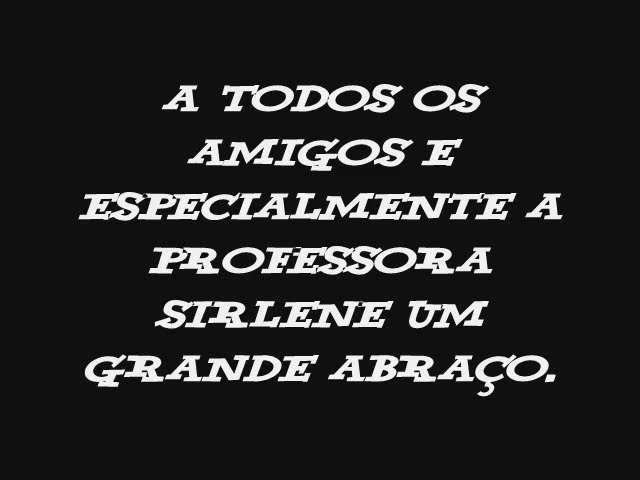 A TODOS OS
AMIGOS E
ESPECIALMENTE A
PROFESSORA
SIRLENE UM
GRANDE ABRAÇO.